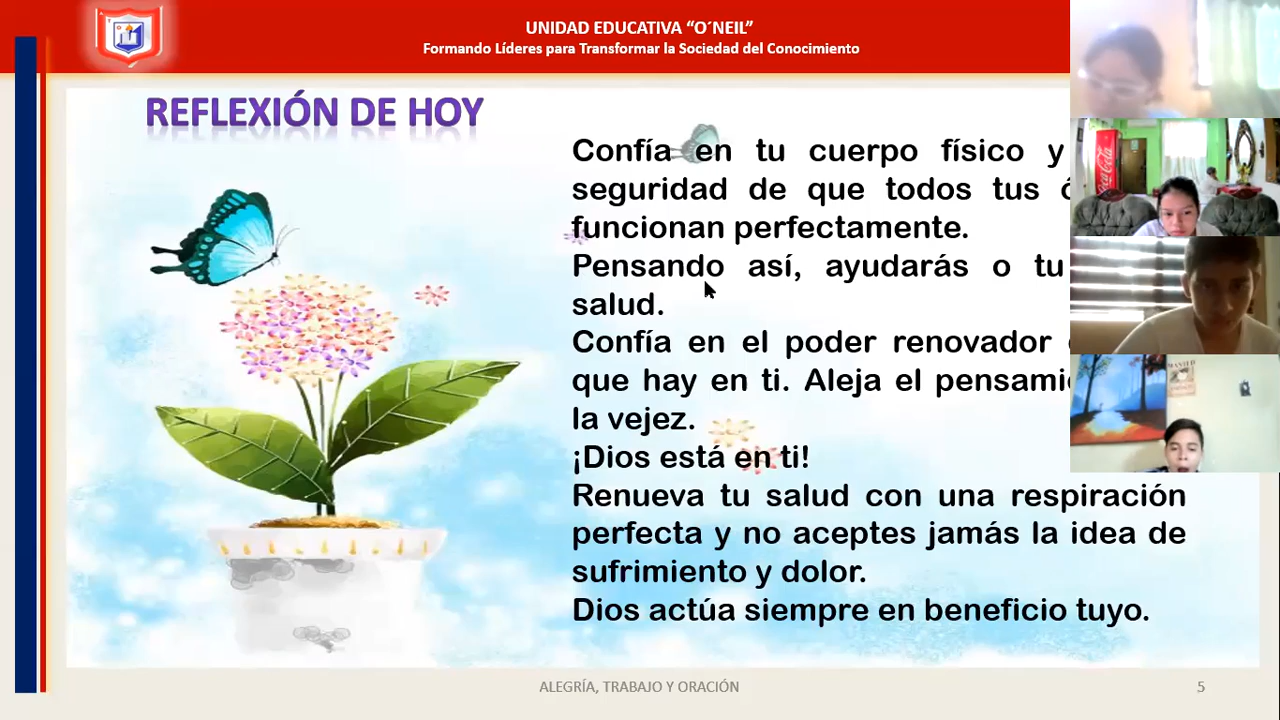 UNIDAD EDUCATIVA “O´NEIL”
Formando Líderes para Transformar la Sociedad del Conocimiento
REFLEXIÓN DE HOY
Confía en tu cuerpo físico y
seguridad de que todos tus
funcionan perfectamente.
Pensando así, ayudarás o tu
salud.
Confía en el poder renovador
que hay en ti. Aleja el
la vejez.
¡Dios está en ti!
Renueva tu salud con una respiración
perfecta y no aceptes jamás la idea de
sufrimiento y dolor.
Dios actúa siempre en beneficio tuyo.
ALEGRÍA, TRABAJO Y ORACIÓN
5
Coca-Cola
WANTED